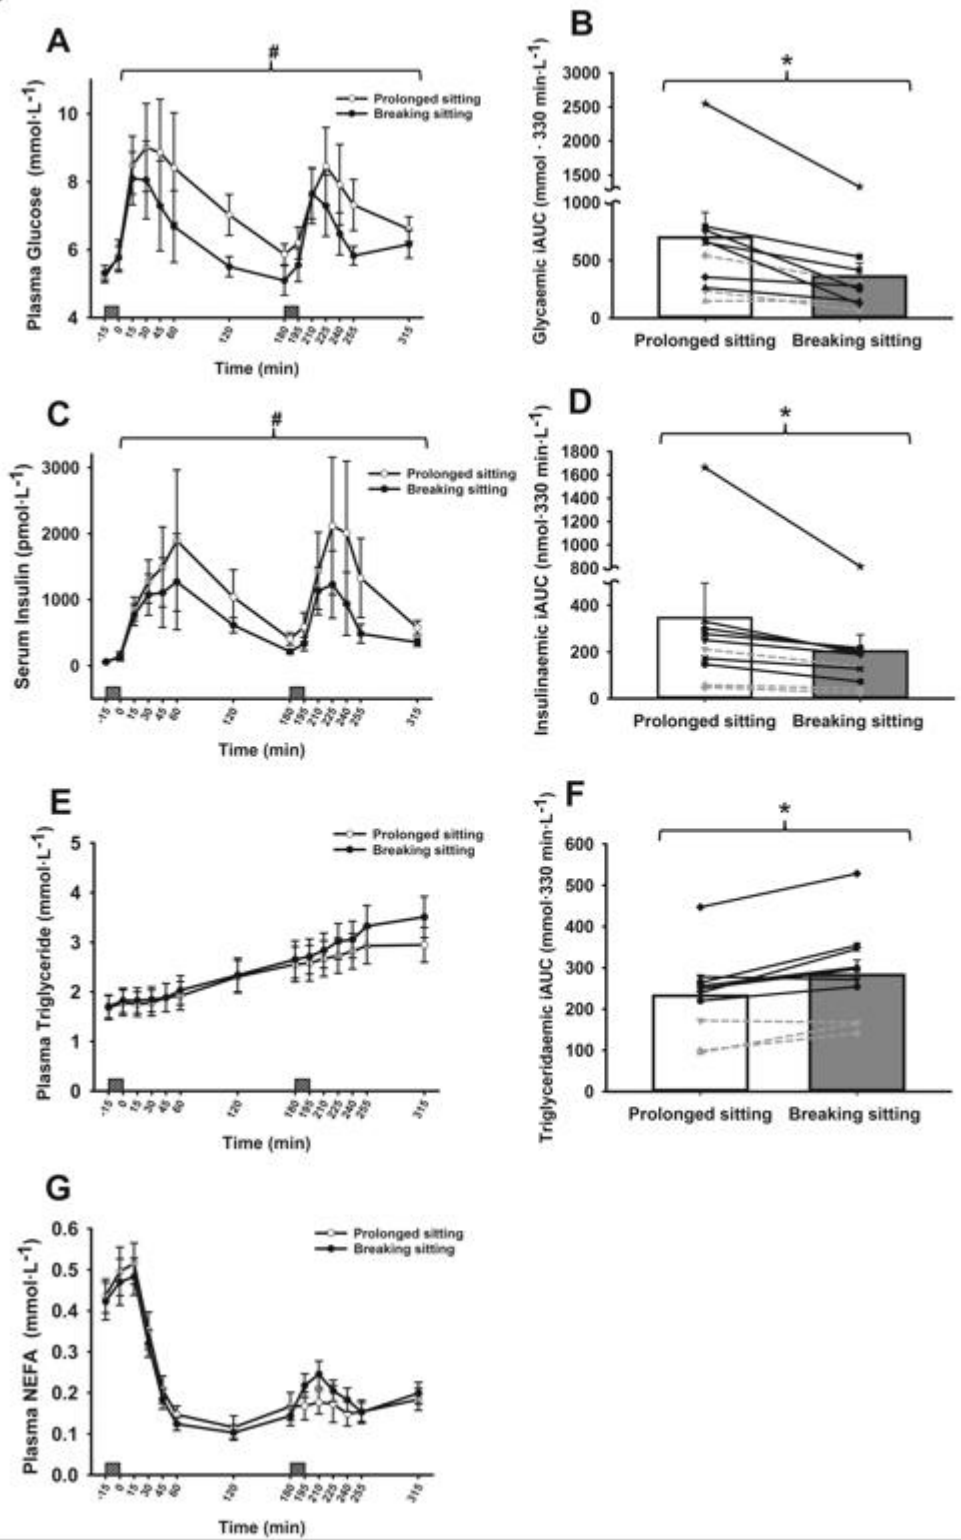 A
#
Plasma Glucose (mmol·L⁻¹)
Prolonged sitting
Breaking sitting
10
8
6
4
-15 0 15 30 45 60 120 180 195 210 225 240 255 315
Time (min)
B
*
Glycaemic iAUC (mmol · 330 min·L⁻¹)
3000
2500
2000
1500
1000
500
0
Prolonged sitting Breaking sitting
C
#
Serum Insulin (pmol·L⁻¹)
Prolonged sitting
Breaking sitting
3000
2000
1000
0
-15 0 15 30 45 60 120 180 195 210 225 240 255 315
Time (min)
D
*
Insulinaemic iAUC (nmol·330 min·L⁻¹)
1800
1600
1400
1200
1000
800
400
200
0
Prolonged sitting Breaking sitting
E
Plasma Triglyceride (mmol·L⁻¹)
Prolonged sitting
Breaking sitting
5
4
3
2
1
0
-15 0 15 30 45 60 120 180 195 210 225 240 255 315
Time (min)
F
*
Triglyceridaemic iAUC (mmol·330 min·L⁻¹)
600
500
400
300
200
100
0
Prolonged sitting Breaking sitting
G
Plasma NEFA (mmol·L⁻¹)
Prolonged sitting
Breaking sitting
0.6
0.5
0.4
0.3
0.2
0.1
0.0
-15 0 15 30 45 60 120 180 195 210 225 240 255 315
Time (min)